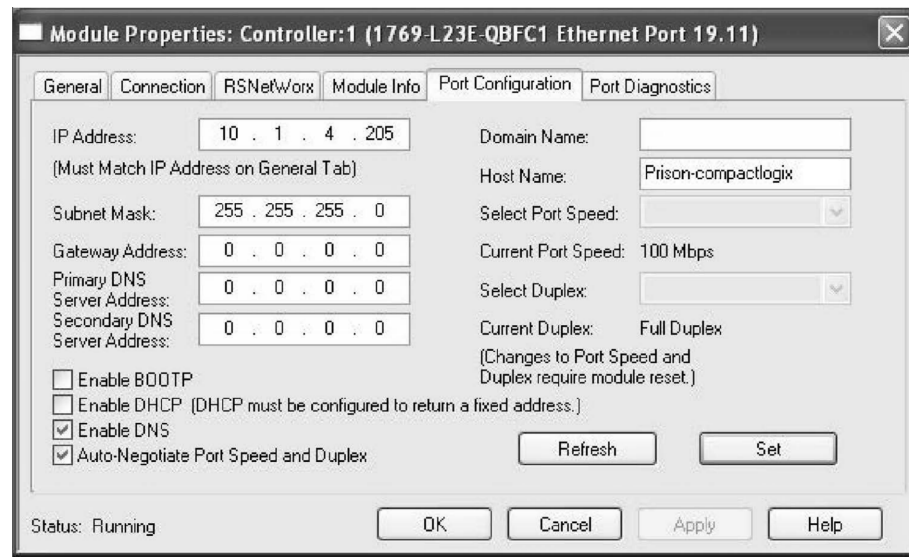 Module Properties: Controller:1 (1769-L23E-QBFC1 Ethernet Port 19.11)
General Connection RSNetWorx Module Info Port Configuration Port Diagnostics
IP Address: 10 . 1 . 4 . 205
(Must Match IP Address on General Tab)
Subnet Mask: 255 . 255 . 255 . 0
Gateway Address: 0 . 0 . 0 . 0
Primary DNS
Server Address: 0 . 0 . 0 . 0
Secondary DNS
Server Address: 0 . 0 . 0 . 0
Domain Name:
Host Name: Prison-compactlogix
Select Port Speed:
Current Port Speed: 100 Mbps
Select Duplex:
Current Duplex: Full Duplex
(Changes to Port Speed and
Duplex require module reset.)
Enable BOOTP
Enable DHCP (DHCP must be configured to return a fixed address.)
Enable DNS
Auto-Negotiate Port Speed and Duplex
Refresh Set
Status: Running
OK Cancel Apply Help